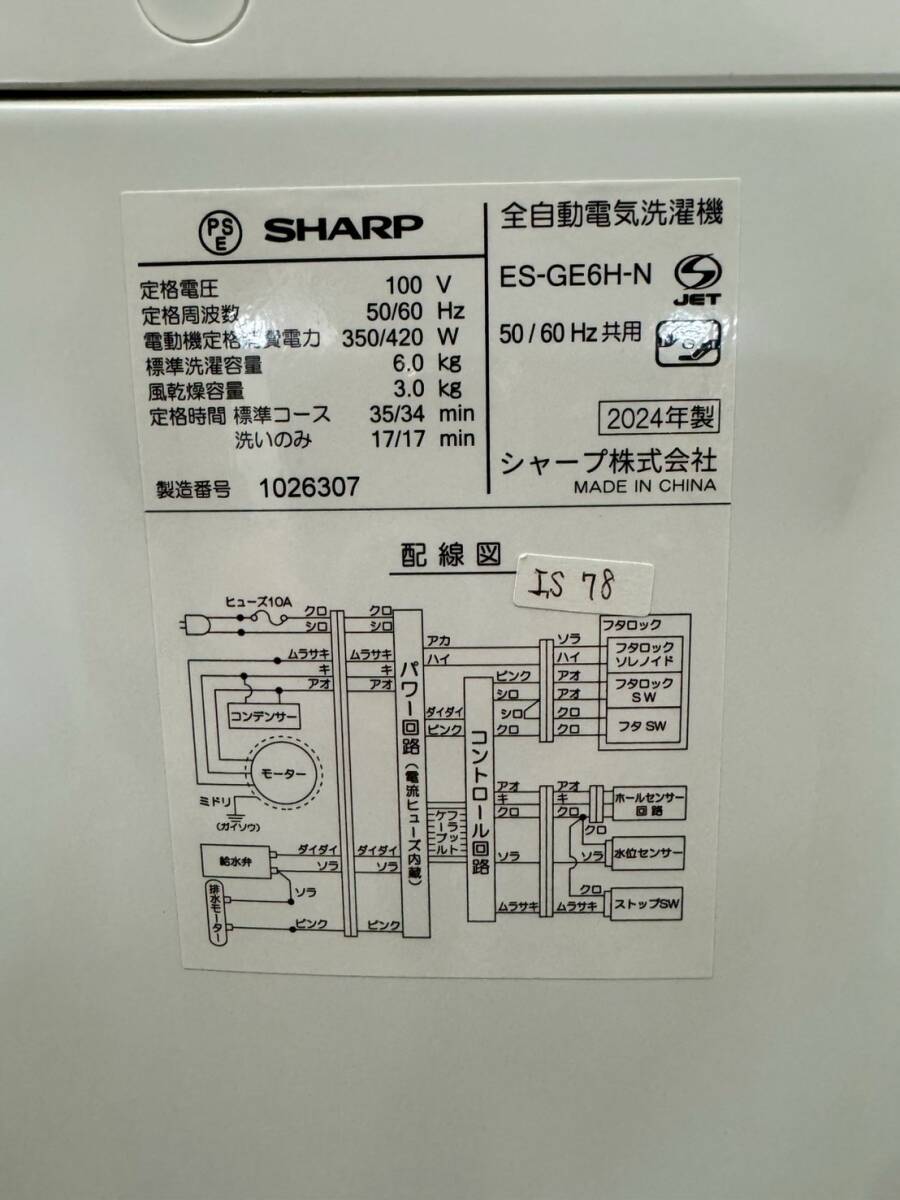 PSE
SHARP
定格電圧 100 V
定格周波数 50/60 Hz
電動機定格消費電力 350/420 W
標準洗濯容量 6.0 kg
風乾燥容量 3.0 kg
定格時間 標準コース 35/34 min
洗いのみ 17/17 min
製造番号 1026307
全自動電気洗濯機
ES-GE6H-N
JET
50/60 Hz共用
2024年製
シャープ株式会社
MADE IN CHINA
配線図
I,S 78
ヒューズ10A
クロ クロ
シロ シロ
ムラサキ ムラサキ
キ キ
アオ アオ
コンデンサー
モーター
ミドリ
(ガイソウ)
給水弁
ダイダイ ダイダイ
ソラ ソラ
排水モーター
ソラ
ピンク ピンク
パワー回路(電流ヒューズ内蔵)
アカ
ハイ
ダイダイ
ピンク
フラットケーブル
コントロール回路
ピンク
シロ
シロ
クロ
ソラ
ハイ
アオ
アオ
クロ
クロ
フタロック
フタロック
ソレノイド
フタロック
SW
フタ SW
アオ アオ
キ キ
クロ クロ
ホールセンサー
回路
クロ
ソラ ソラ
水位センサー
クロ
ムラサキ ムラサキ
ストップSW